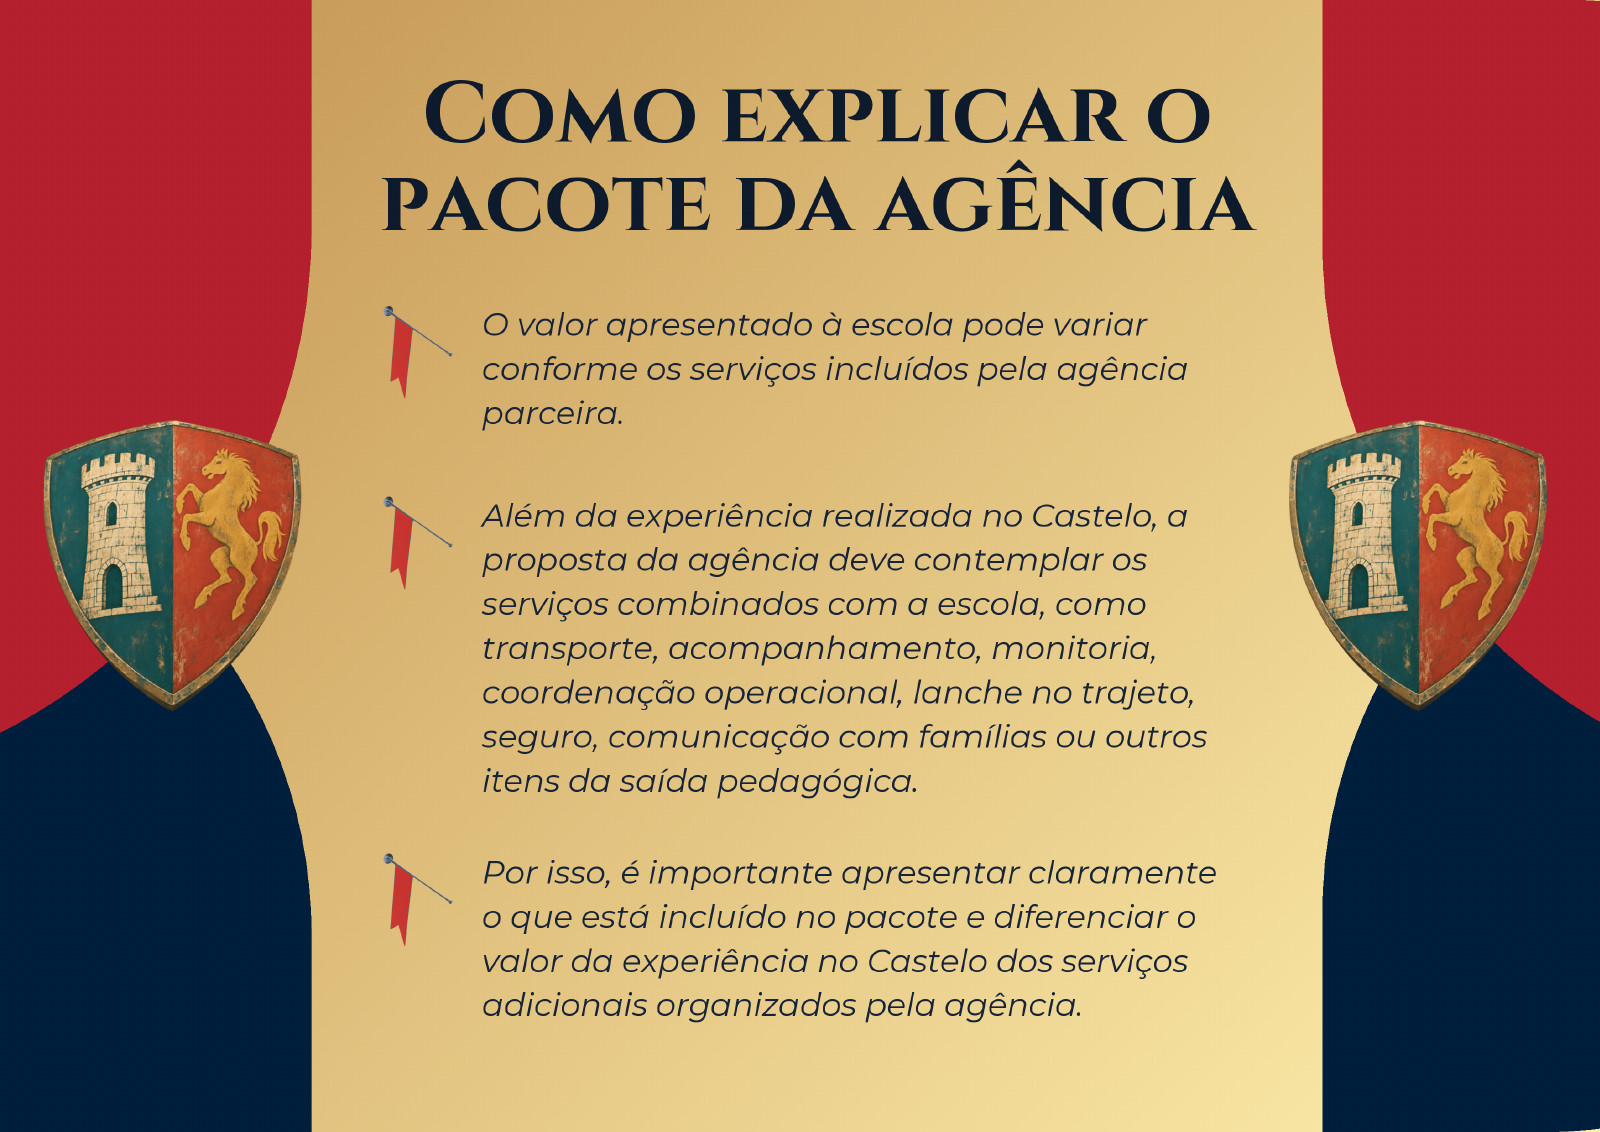 Como explicar o
pacote da agência
O valor apresentado à escola pode variar
conforme os serviços incluídos pela agência
parceira.
Além da experiência realizada no Castelo, a
proposta da agência deve contemplar os
serviços combinados com a escola, como
transporte, acompanhamento, monitoria,
coordenação operacional, lanche no trajeto,
seguro, comunicação com famílias ou outros
itens da saída pedagógica.
Por isso, é importante apresentar claramente
o que está incluído no pacote e diferenciar o
valor da experiência no Castelo dos serviços
adicionais organizados pela agência.